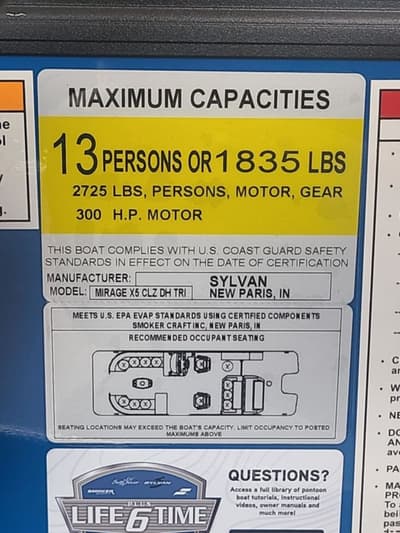 MAXIMUM CAPACITIES
13 PERSONS OR 1835 LBS
2725 LBS, PERSONS, MOTOR, GEAR
300 H.P. MOTOR
THIS BOAT COMPLIES WITH U.S. COAST GUARD SAFETY
STANDARDS IN EFFECT ON THE DATE OF CERTIFICATION
MANUFACTURER: SYLVAN
MODEL: MIRAGE X5 CLZ DH TRI NEW PARIS, IN
MEETS U.S. EPA EVAP STANDARDS USING CERTIFIED COMPONENTS
SMOKER CRAFT INC, NEW PARIS, IN
RECOMMENDED OCCUPANT SEATING
SEATING LOCATIONS MAY EXCEED THE BOAT'S CAPACITY. LIMIT OCCUPANCY TO POSTED
MAXIMUMS ABOVE
QUESTIONS?
Access a full library of pontoon
boat tutorials, instructional
videos, owner manuals and
much more!
LIFE 6 TIME